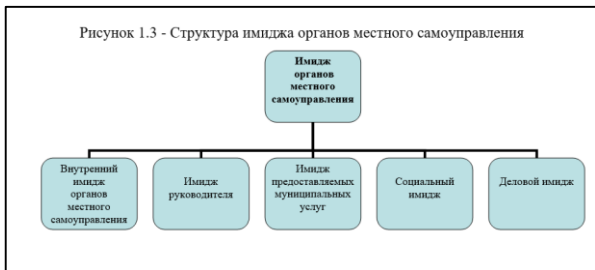 Рисунок 1.3 - Структура имиджа органов местного самоуправления
Имидж
органов
местного
самоуправления
Внутренний
имидж
органов
местного
самоуправления
Имидж
руководителя
Имидж
предоставляемых
муниципальных
услуг
Социальный
имидж
Деловой имидж